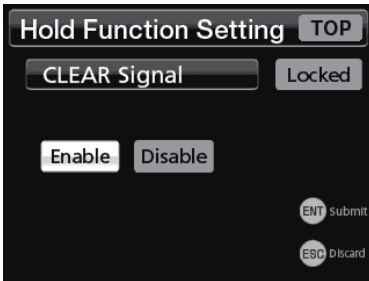 Hold Function Setting TOP
CLEAR Signal Locked
Enable Disable
ENT Submit
ESC Discard